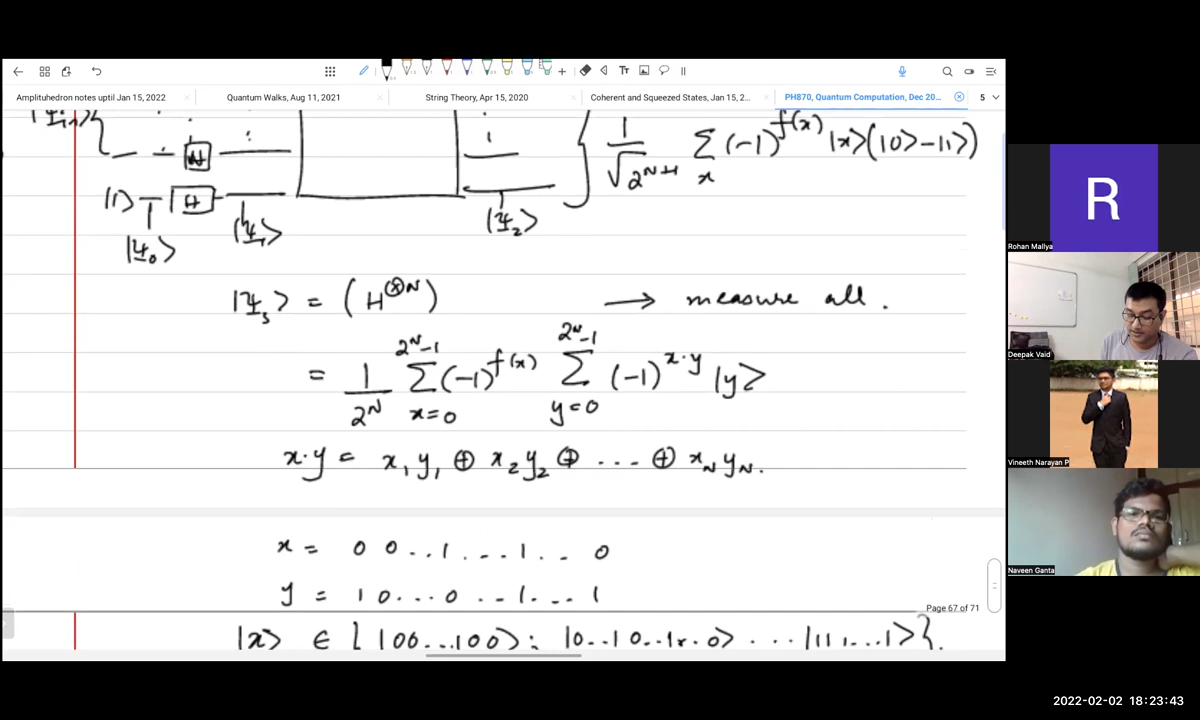 Amplituhedron notes uptil Jan 15, 2022
Quantum Walks, Aug 11, 2021
String Theory, Apr 15, 2020
Coherent and Squeezed States, Jan 15, 2...
PH870, Quantum Computation, Dec 20...
5
|Ψin⟩
H
1/√2^(N+1) Σ_x (-1)^f(x) |x⟩(|0⟩-|1⟩)
|1⟩ H
|Ψ₀⟩ |Ψ₁⟩ |Ψ₂⟩
|Ψ₃⟩ = (H^⊗N) → measure all.
= 1/2^N Σ_{x=0}^{2^N-1} (-1)^f(x) Σ_{y=0}^{2^N-1} (-1)^{x·y} |y⟩
x·y = x₁y₁ ⊕ x₂y₂ ⊕ ... ⊕ x_N y_N.
x = 0 0 .. 1 . -- 1 . - 0
y = 1 0 . -. 0 . -- 1. -- 1
Page 67 of 71
|x⟩ ∈ {|00...100⟩;
...|111...1⟩}.
R
Rohan Mallya
Deepak Vaid
Vineeth Narayan P
Naveen Ganta
2022-02-02 18:23:43